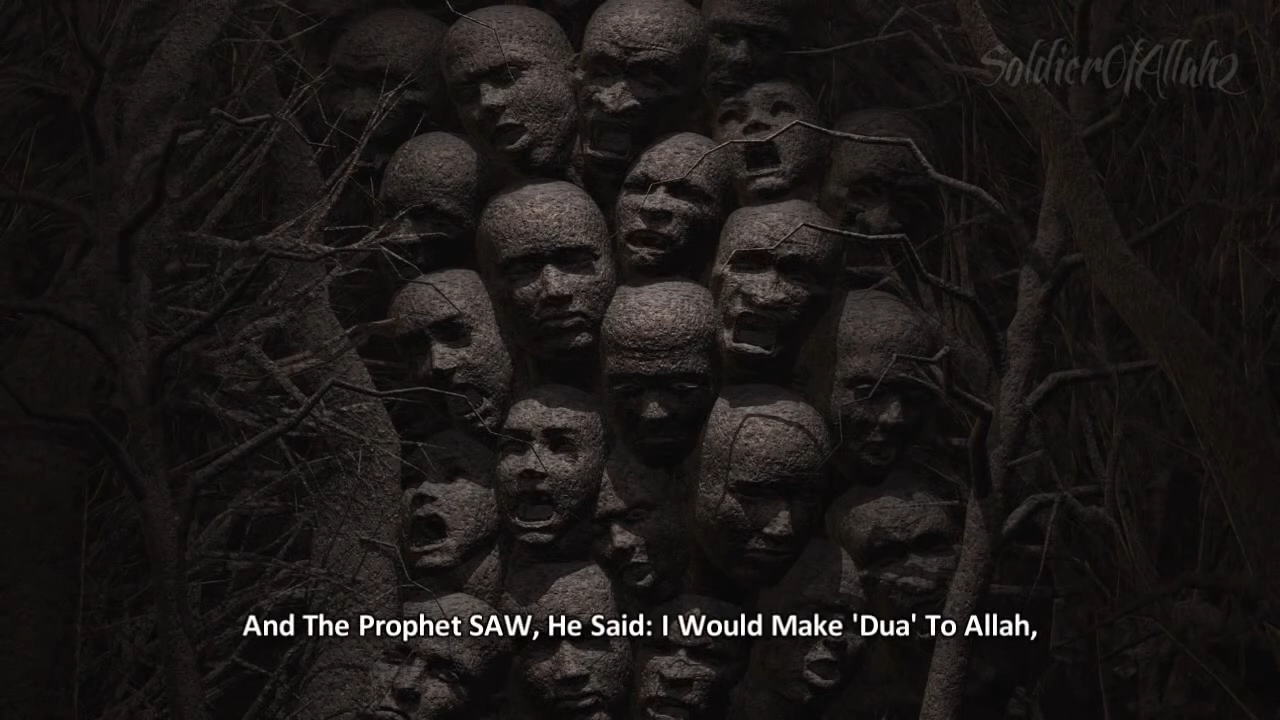 SoldierOfAllah2
And The Prophet SAW, He Said: I Would Make 'Dua' To Allah,